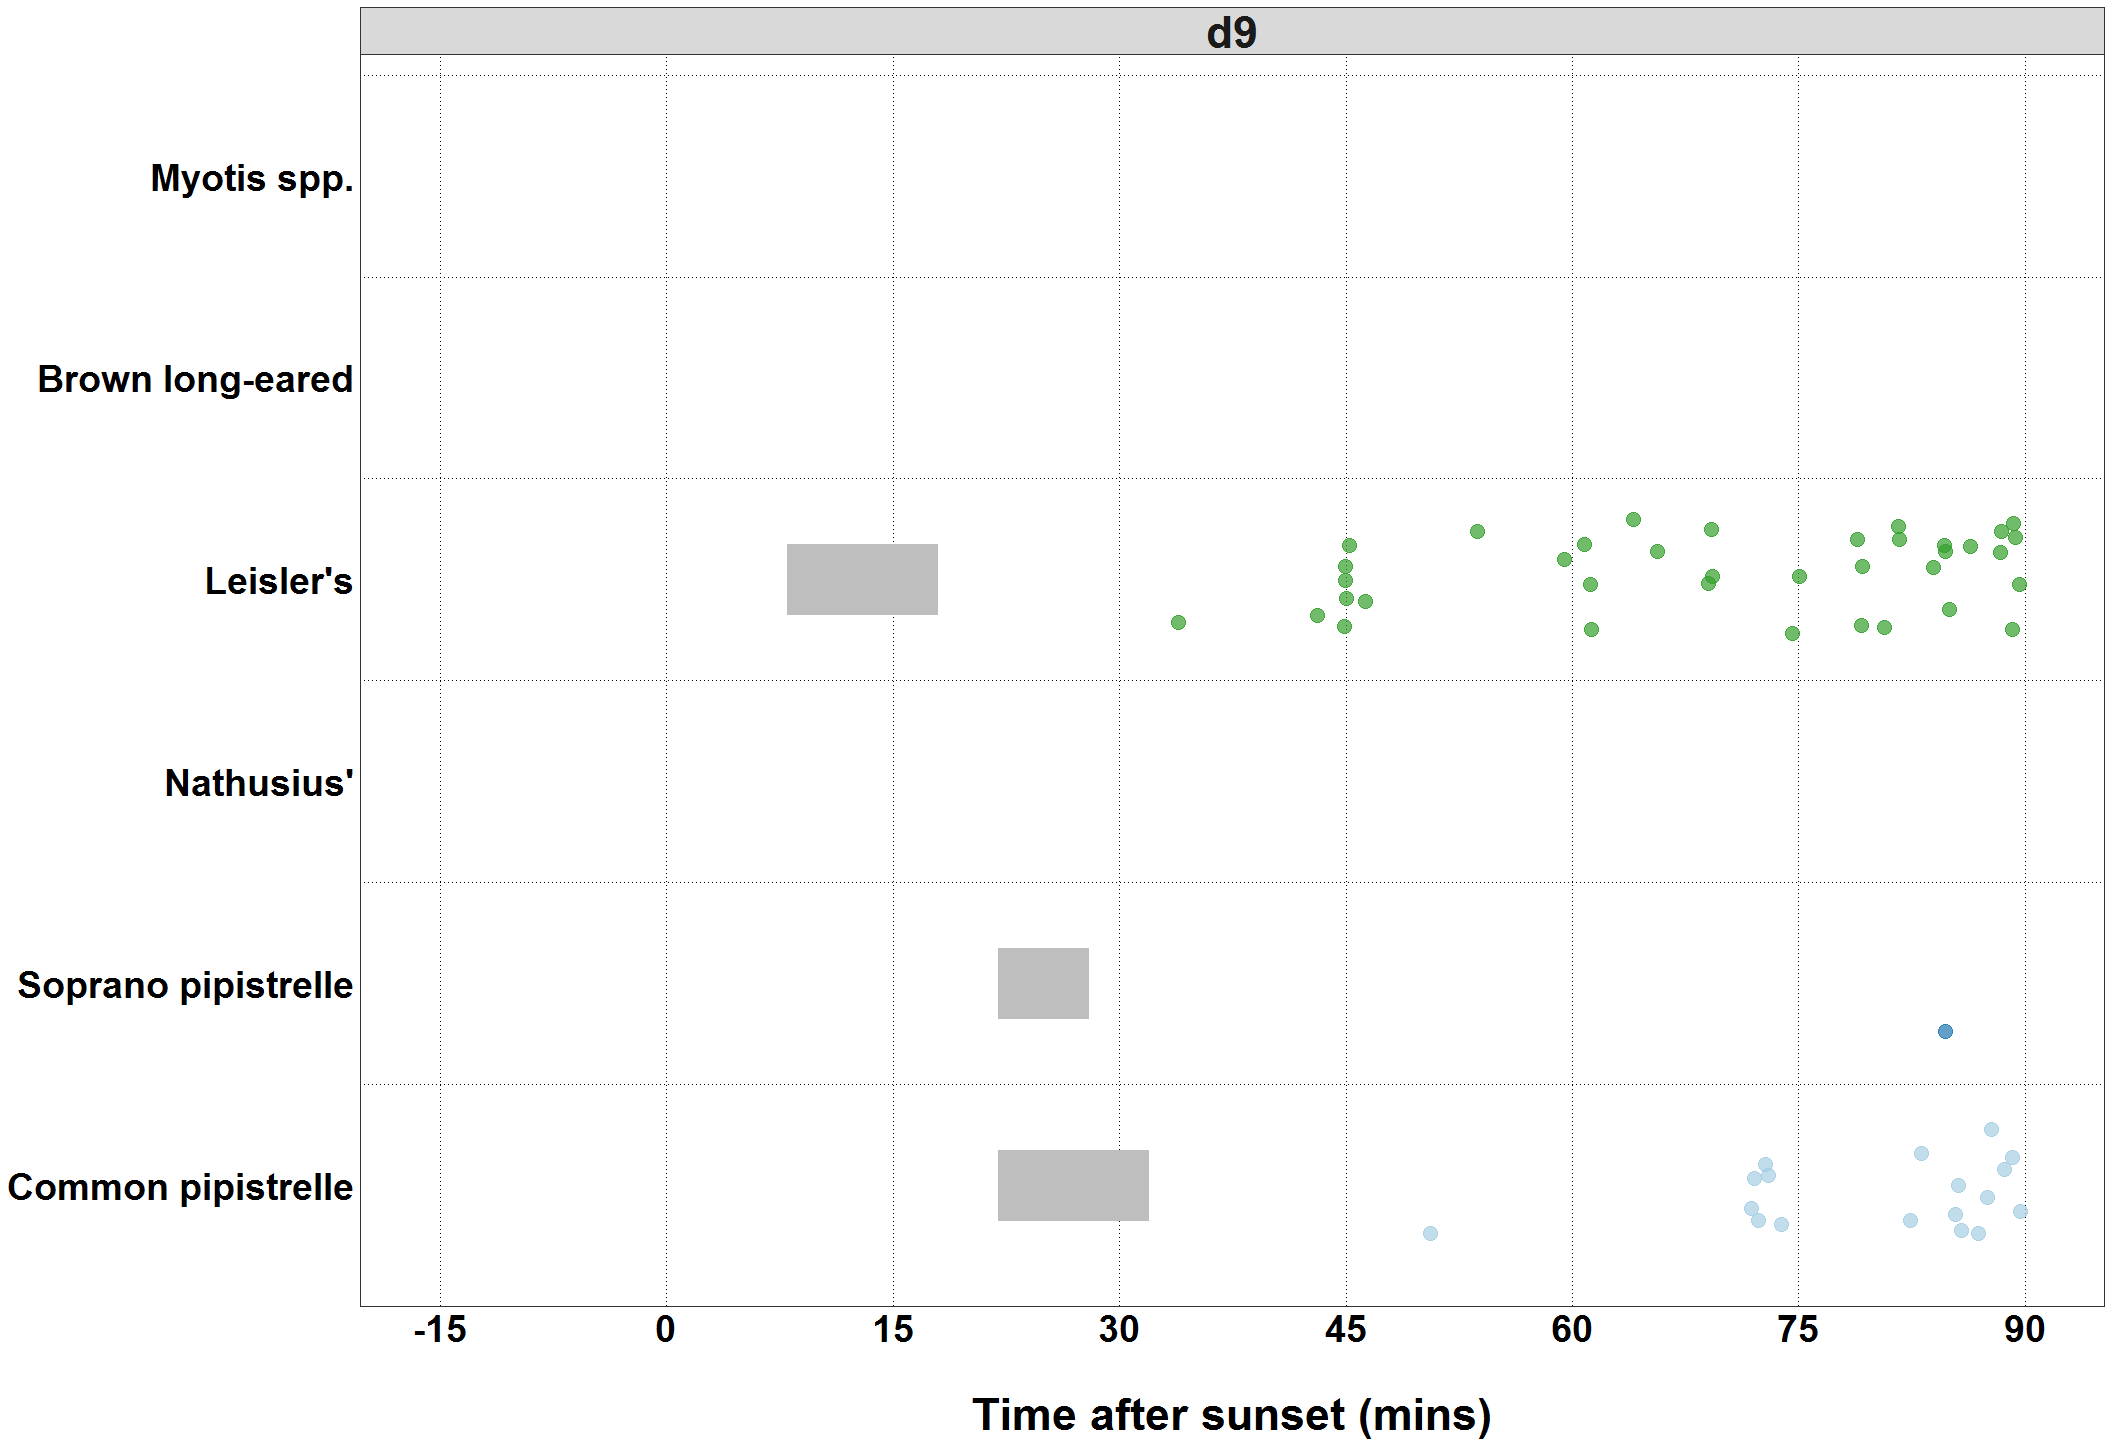 d9
Myotis spp.
Brown long-eared
Leisler's
Nathusius'
Soprano pipistrelle
Common pipistrelle
-15 0 15 30 45 60 75 90
Time after sunset (mins)